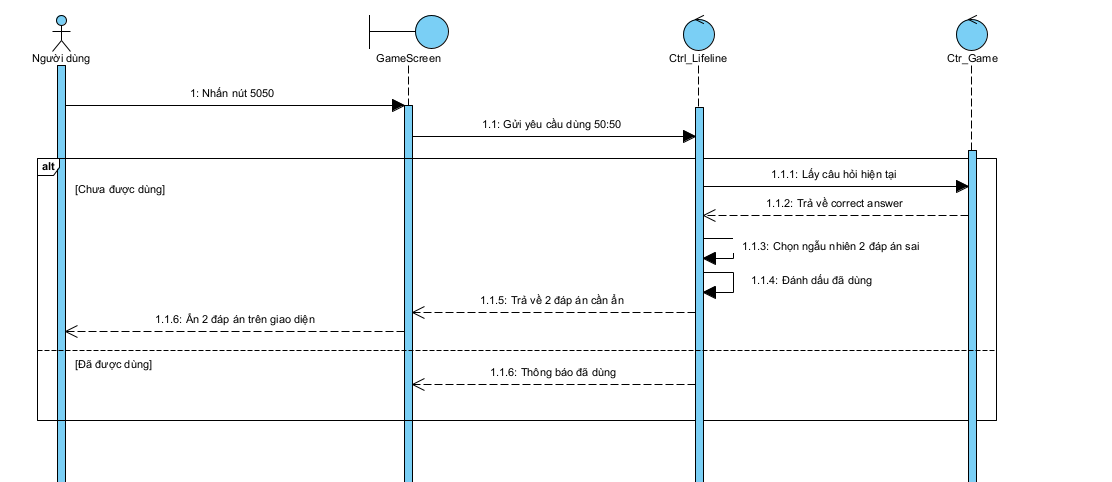 Người dùng
GameScreen
Ctrl_Lifeline
Ctr_Game
1: Nhấn nút 5050
1.1: Gửi yêu cầu dùng 50:50
alt
[Chưa được dùng]
1.1.1: Lấy câu hỏi hiện tại
1.1.2: Trả về correct answer
1.1.3: Chọn ngẫu nhiên 2 đáp án sai
1.1.4: Đánh dấu đã dùng
1.1.5: Trả về 2 đáp án cần ẩn
1.1.6: Ẩn 2 đáp án trên giao diện
[Đã được dùng]
1.1.6: Thông báo đã dùng